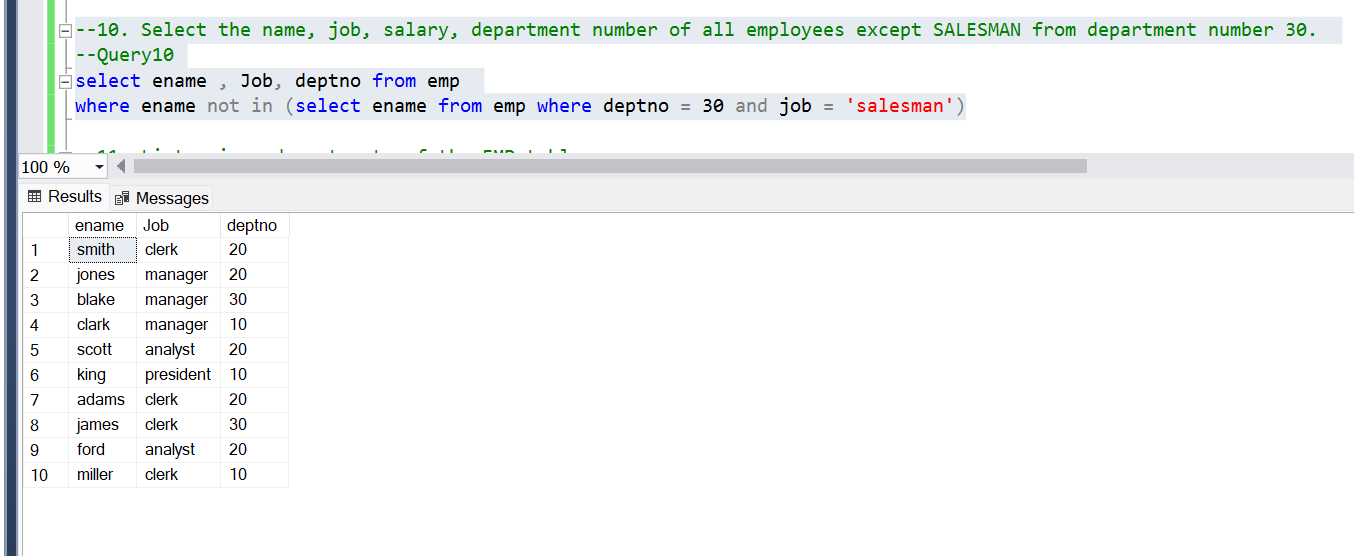 --10. Select the name, job, salary, department number of all employees except SALESMAN from department number 30.
--Query10
select ename , Job, deptno from emp
where ename not in (select ename from emp where deptno = 30 and job = 'salesman')
100 %
Results Messages
ename Job deptno
1 smith clerk 20
2 jones manager 20
3 blake manager 30
4 clark manager 10
5 scott analyst 20
6 king president 10
7 adams clerk 20
8 james clerk 30
9 ford analyst 20
10 miller clerk 10